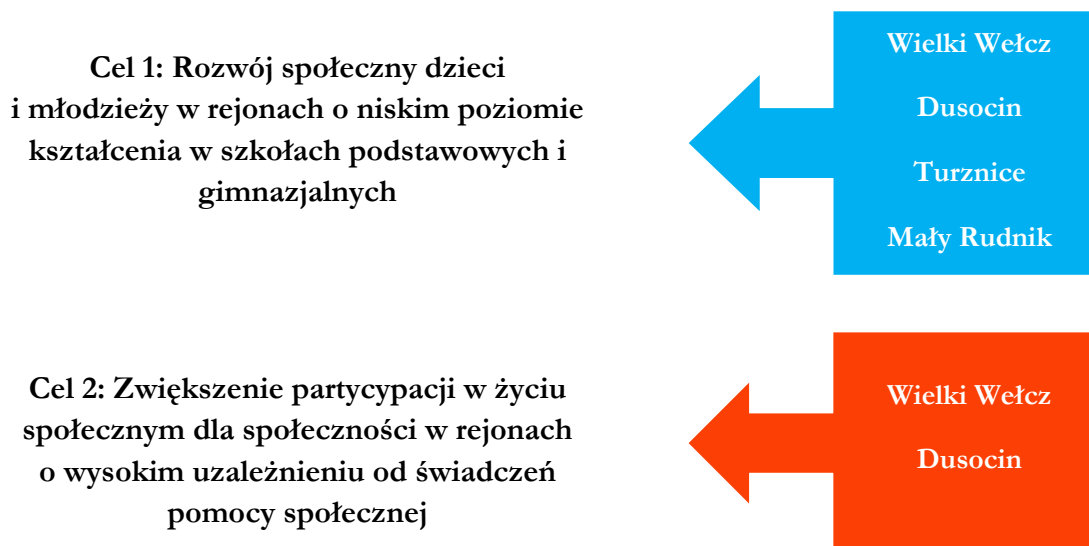 Cel 1: Rozwój społeczny dzieci
i młodzieży w rejonach o niskim poziomie
kształcenia w szkołach podstawowych i
gimnazjalnych
Wielki Wełcz
Dusocin
Turznice
Mały Rudnik
Cel 2: Zwiększenie partycypacji w życiu
społecznym dla społeczności w rejonach
o wysokim uzależnieniu od świadczeń
pomocy społecznej
Wielki Wełcz
Dusocin